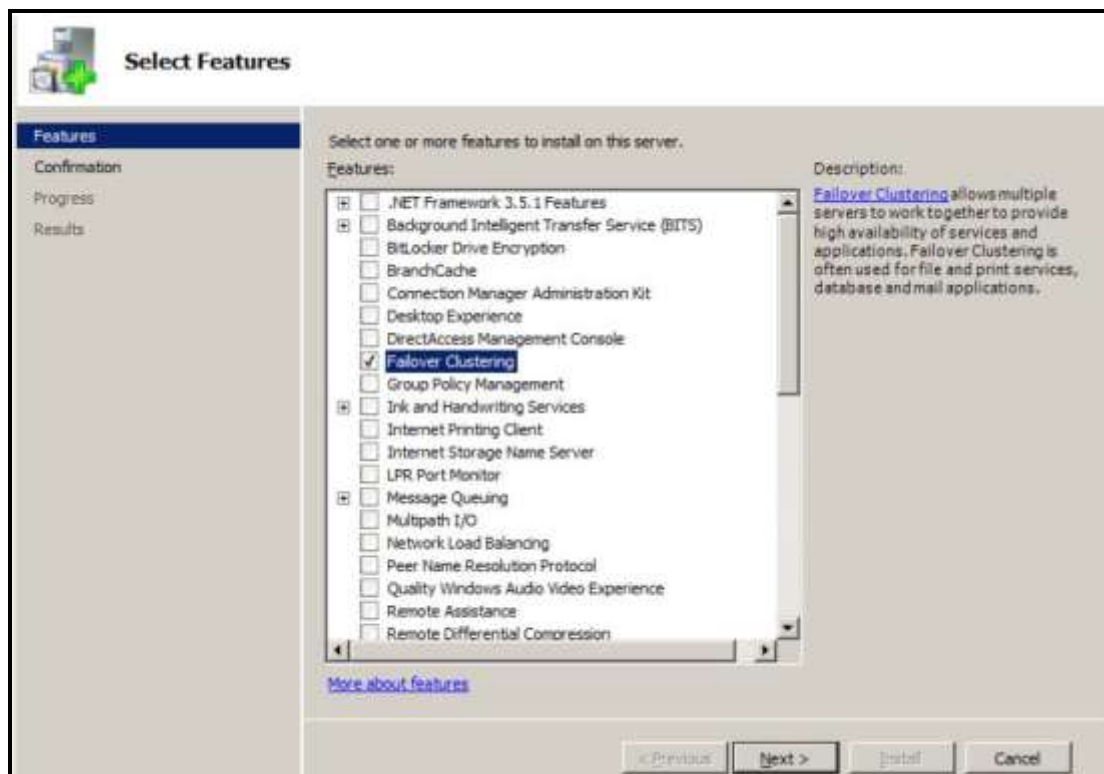 Select Features
Features
Confirmation
Progress
Results
Select one or more features to install on this server.
Features:
.NET Framework 3.5.1 Features
Background Intelligent Transfer Service (BITS)
BitLocker Drive Encryption
BranchCache
Connection Manager Administration Kit
Desktop Experience
DirectAccess Management Console
Failover Clustering
Group Policy Management
Ink and Handwriting Services
Internet Printing Client
Internet Storage Name Server
LPR Port Monitor
Message Queuing
Multipath I/O
Network Load Balancing
Peer Name Resolution Protocol
Quality Windows Audio Video Experience
Remote Assistance
Remote Differential Compression
More about features
Description:
Failover Clustering allows multiple
servers to work together to provide
high availability of services and
applications. Failover Clustering is
often used for file and print services,
database and mail applications.
< Previous
Next >
Install
Cancel